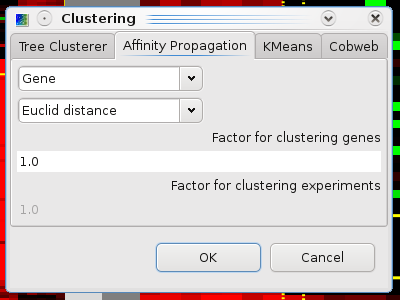 Clustering
Tree Clusterer Affinity Propagation KMeans Cobweb
Gene
Euclid distance
Factor for clustering genes
1.0
Factor for clustering experiments
1.0
OK Cancel